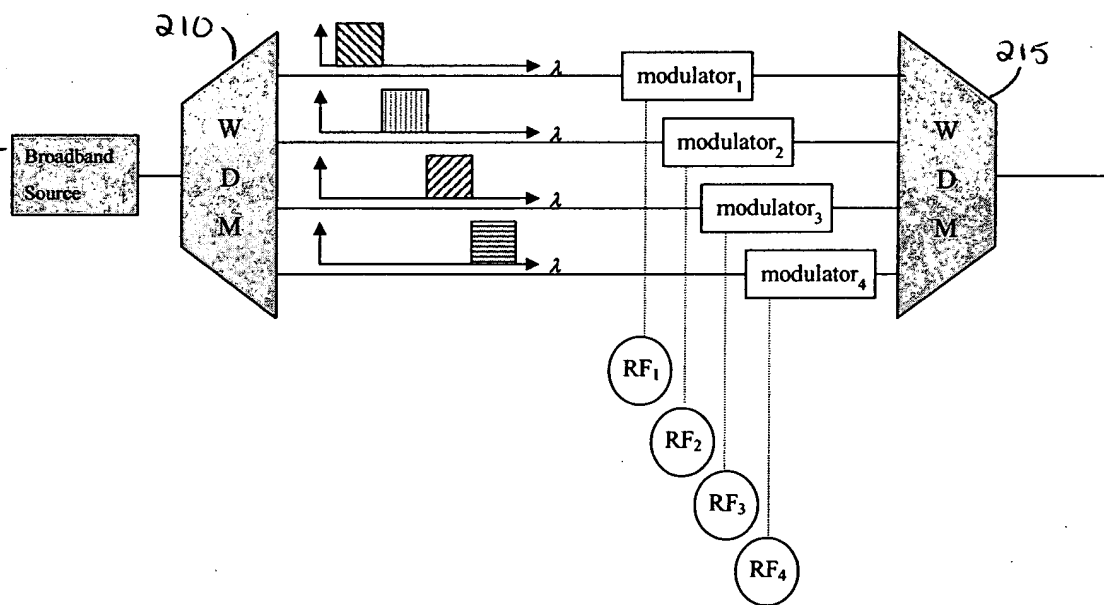 210
215
Broadband
Source
W
D
M
λ
λ
λ
λ
modulator₁
modulator₂
modulator₃
modulator₄
W
D
M
RF₁
RF₂
RF₃
RF₄